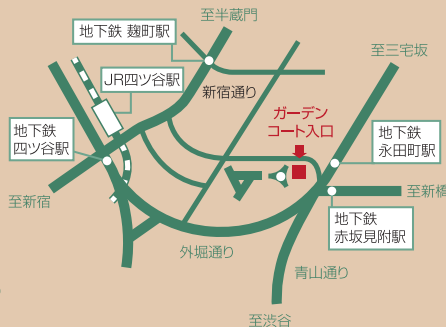 至半蔵門
地下鉄 麹町駅
至三宅坂
JR四ツ谷駅
新宿通り
ガーデン
コート入口
地下鉄
四ツ谷駅
地下鉄
永田町駅
至新宿
至新橋
地下鉄
赤坂見附駅
外堀通り
青山通り
至渋谷